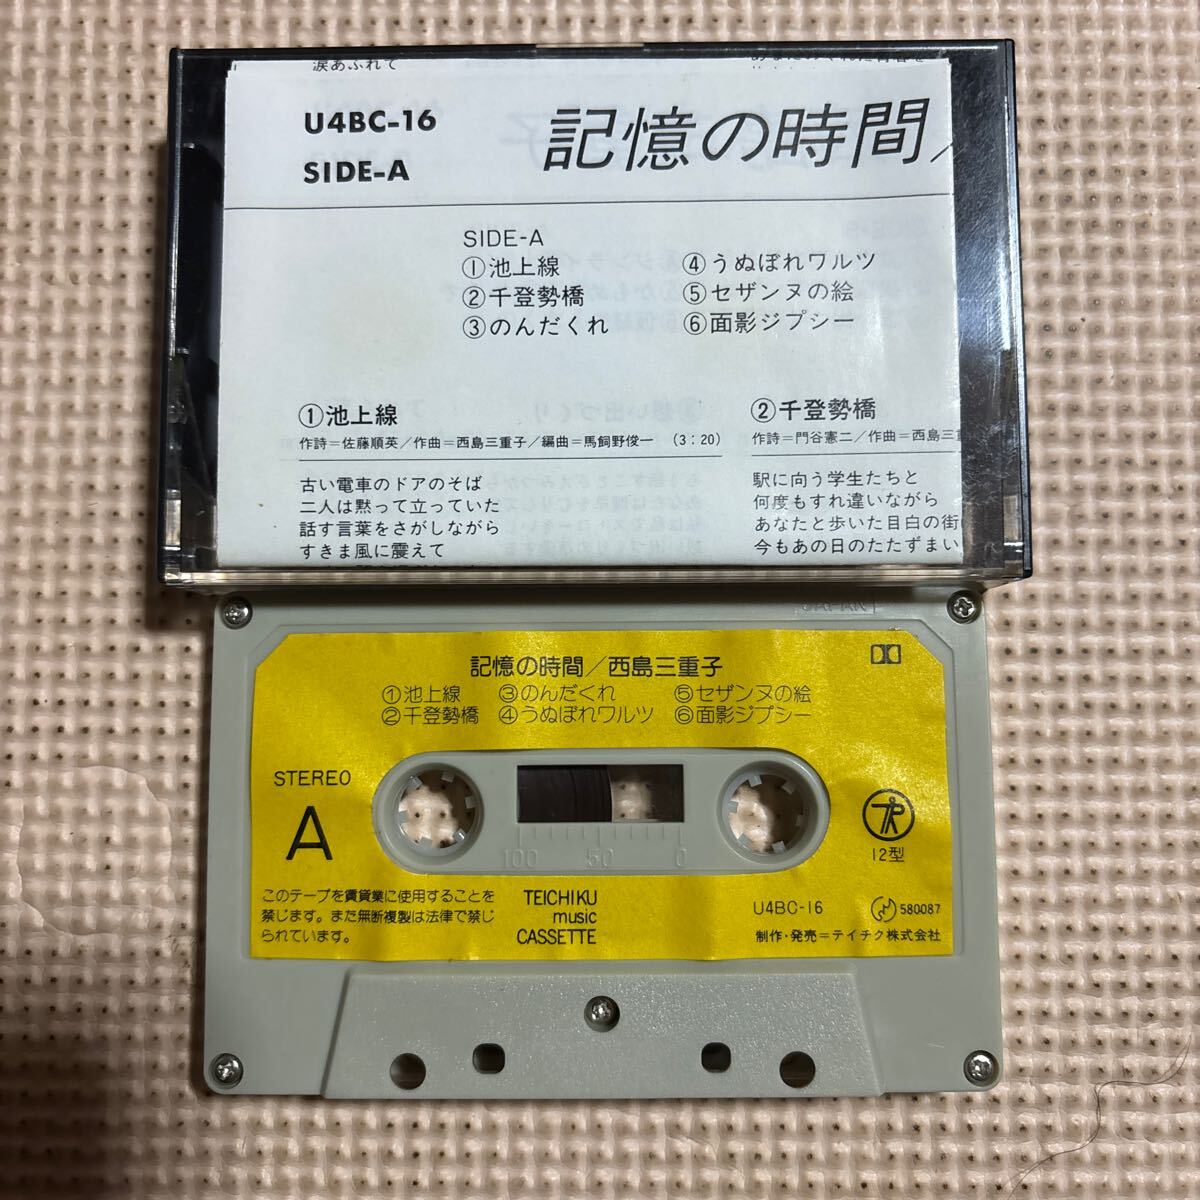 涙あふれて
U4BC-16
記憶の時間
SIDE-A
SIDE-A
①池上線
④うぬぼれワルツ
②千登勢橋
⑤セザンヌの絵
③のんだくれ
⑥面影ジプシー
①池上線
作詩＝佐藤順英／作曲＝西島三重子／編曲＝馬飼野俊一 (3:20)
古い電車のドアのそば
二人は黙って立っていた
話す言葉をさがしながら
すきま風に震えて
②千登勢橋
作詩＝門谷憲二／作曲＝西島三
駅に向う学生たちと
何度もすれ違いながら
あなたと歩いた目白の街
今もあの日のたたずまい
JAPAN
記憶の時間／西島三重子
①池上線 ③のんだくれ ⑤セザンヌの絵
②千登勢橋 ④うぬぼれワルツ ⑥面影ジプシー
STEREO
A
100 50 0
12型
このテープを賃貸業に使用することを
禁じます。また無断複製は法律で禁じ
られています。
TEICHIKU
music
CASSETTE
U4BC-16
580087
制作・発売＝テイチク株式会社